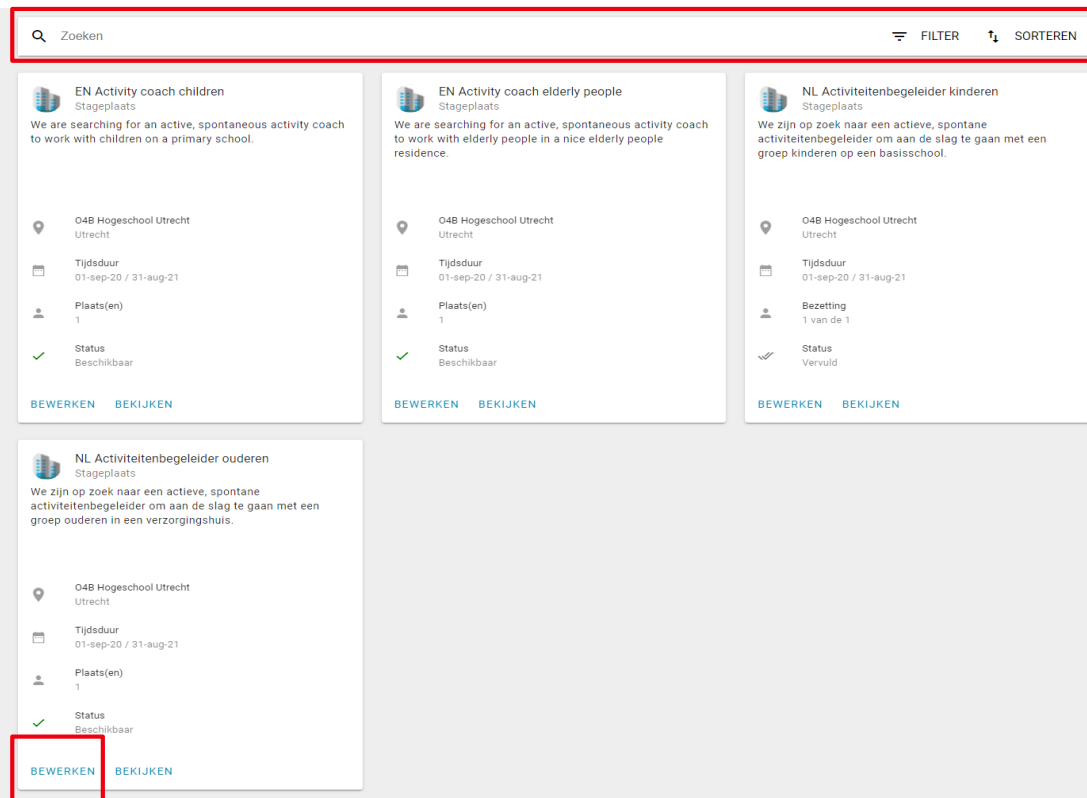 Zoeken
FILTER
SORTEREN
EN Activity coach children
Stageplaats
We are searching for an active, spontaneous activity coach
to work with children on a primary school.
O4B Hogeschool Utrecht
Utrecht
Tijdsduur
01-sep-20 / 31-aug-21
Plaats(en)
1
Status
Beschikbaar
BEWERKEN BEKIJKEN
EN Activity coach elderly people
Stageplaats
We are searching for an active, spontaneous activity coach
to work with elderly people in a nice elderly people
residence.
O4B Hogeschool Utrecht
Utrecht
Tijdsduur
01-sep-20 / 31-aug-21
Plaats(en)
1
Status
Beschikbaar
BEWERKEN BEKIJKEN
NL Activiteitenbegeleider kinderen
Stageplaats
We zijn op zoek naar een actieve, spontane
activiteitenbegeleider om aan de slag te gaan met een
groep kinderen op een basisschool.
O4B Hogeschool Utrecht
Utrecht
Tijdsduur
01-sep-20 / 31-aug-21
Bezetting
1 van de 1
Status
Vervuld
BEWERKEN BEKIJKEN
NL Activiteitenbegeleider ouderen
Stageplaats
We zijn op zoek naar een actieve, spontane
activiteitenbegeleider om aan de slag te gaan met een
groep ouderen in een verzorgingshuis.
O4B Hogeschool Utrecht
Utrecht
Tijdsduur
01-sep-20 / 31-aug-21
Plaats(en)
1
Status
Beschikbaar
BEWERKEN BEKIJKEN